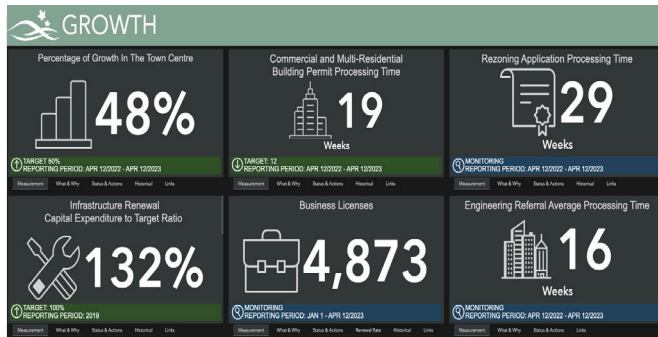 GROWTH
Percentage of Growth In The Town Centre
48%
TARGET 50%
REPORTING PERIOD: APR 12/2022 - APR 12/2023
Measurement What & Why Status & Actions Historical Links
Commercial and Multi-Residential
Building Permit Processing Time
19
Weeks
TARGET: 12
REPORTING PERIOD: APR 12/2022 - APR 12/2023
Measurement What & Why Status & Actions Historical Links
Rezoning Application Processing Time
29
Weeks
MONITORING
REPORTING PERIOD: APR 12/2022 - APR 12/2023
Measurement What & Why Status & Actions Historical Links
Infrastructure Renewal
Capital Expenditure to Target Ratio
132%
TARGET: 100%
REPORTING PERIOD: 2019
Measurement What & Why Status & Actions Historical Links
Business Licenses
4,873
MONITORING
REPORTING PERIOD: JAN 1 - APR 12/2023
Measurement What & Why Status & Actions Renewal Rate Historical Links
Engineering Referral Average Processing Time
16
Weeks
MONITORING
REPORTING PERIOD: APR 12/2022 - APR 12/2023
Measurement What & Why Status & Actions Links